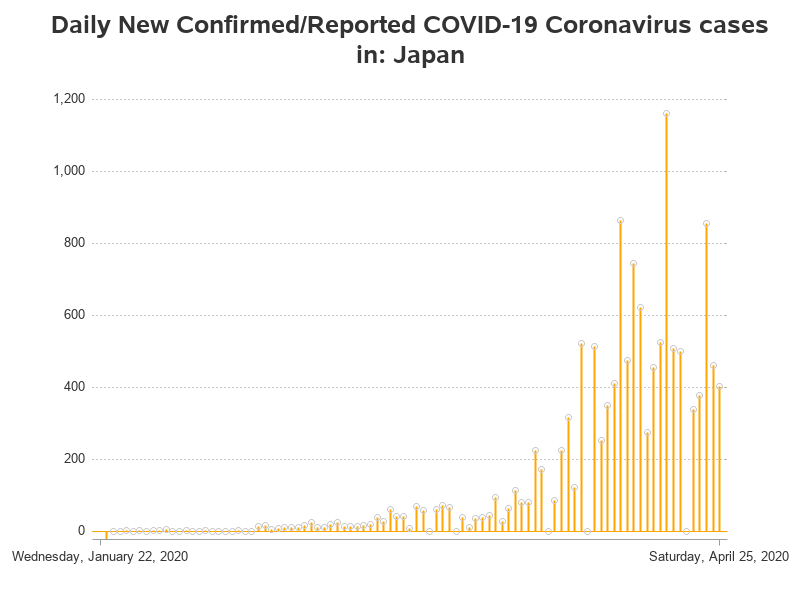 Daily New Confirmed/Reported COVID-19 Coronavirus cases
in: Japan
1,200
1,000
800
600
400
200
0
Wednesday, January 22, 2020
Saturday, April 25, 2020